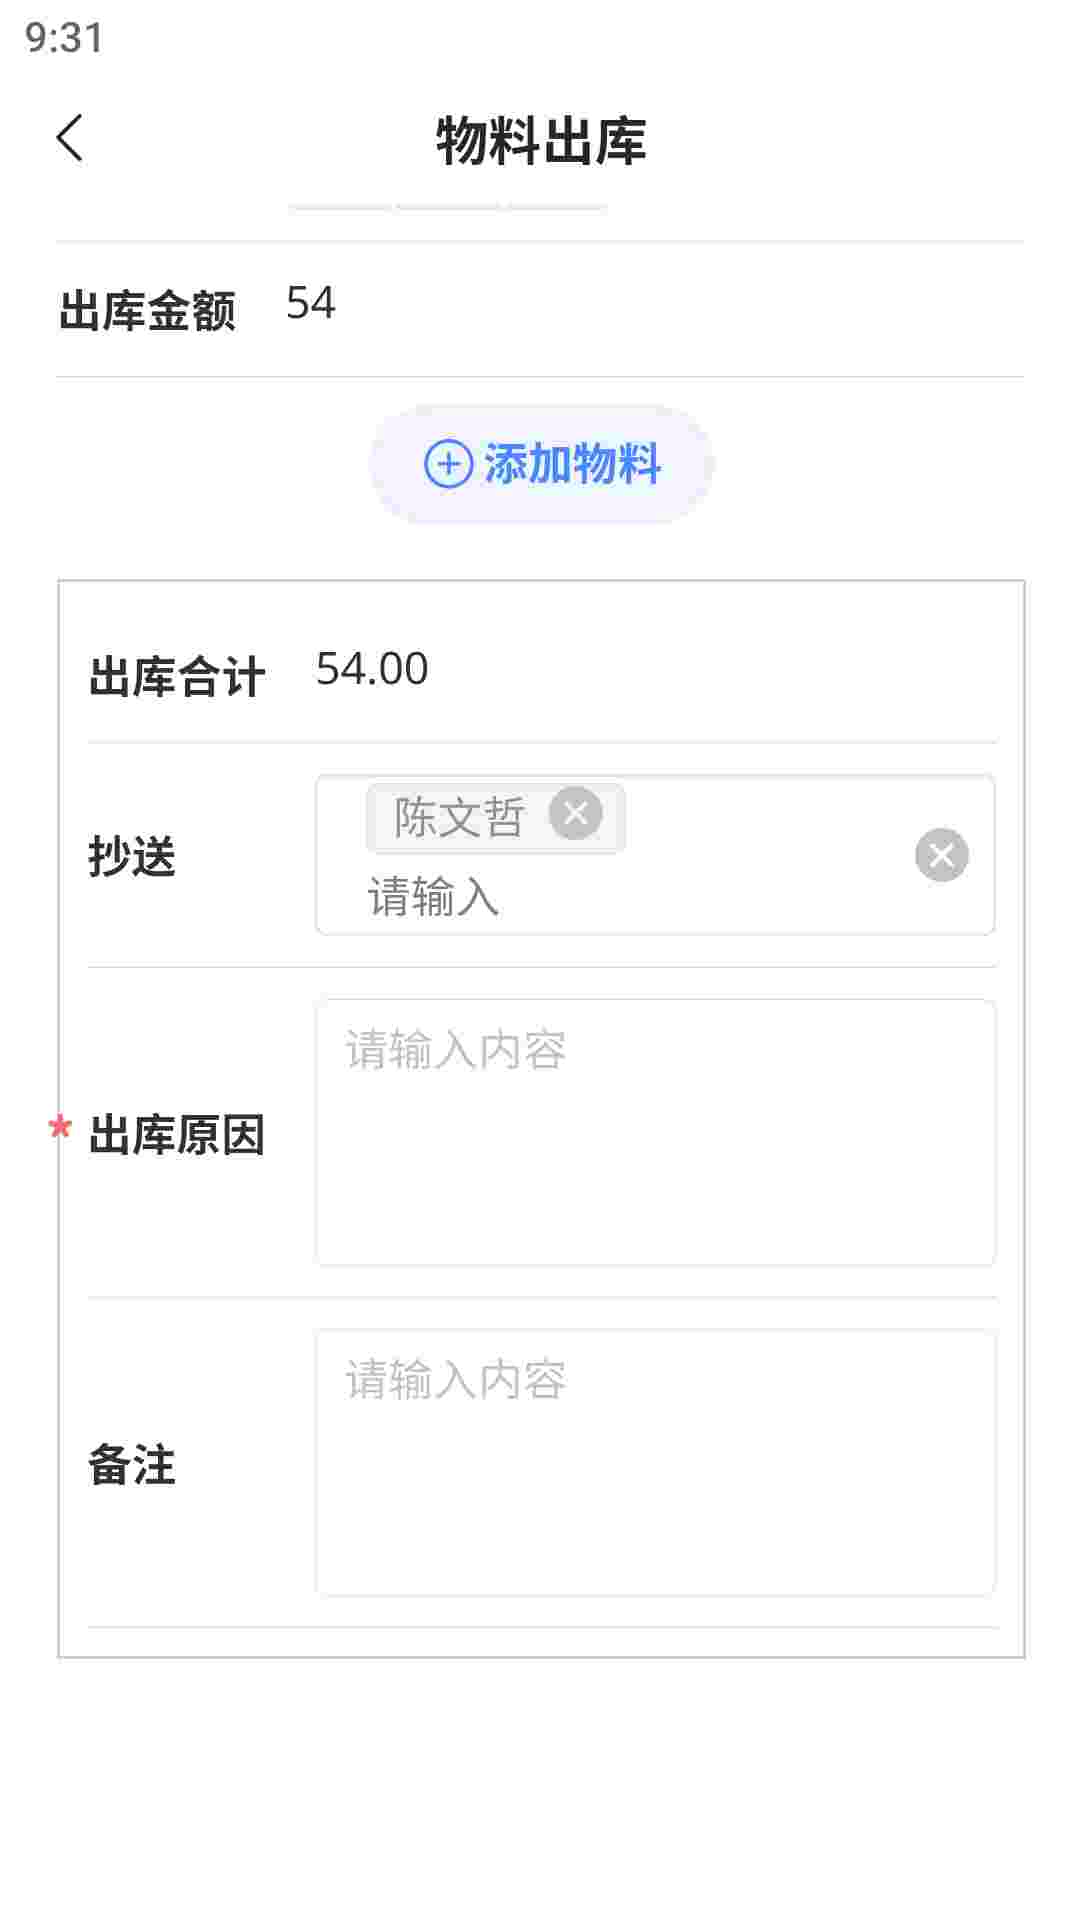 9:31
物料出库
出库金额 54
添加物料
出库合计 54.00
抄送 陈文哲
请输入
* 出库原因 请输入内容
备注 请输入内容